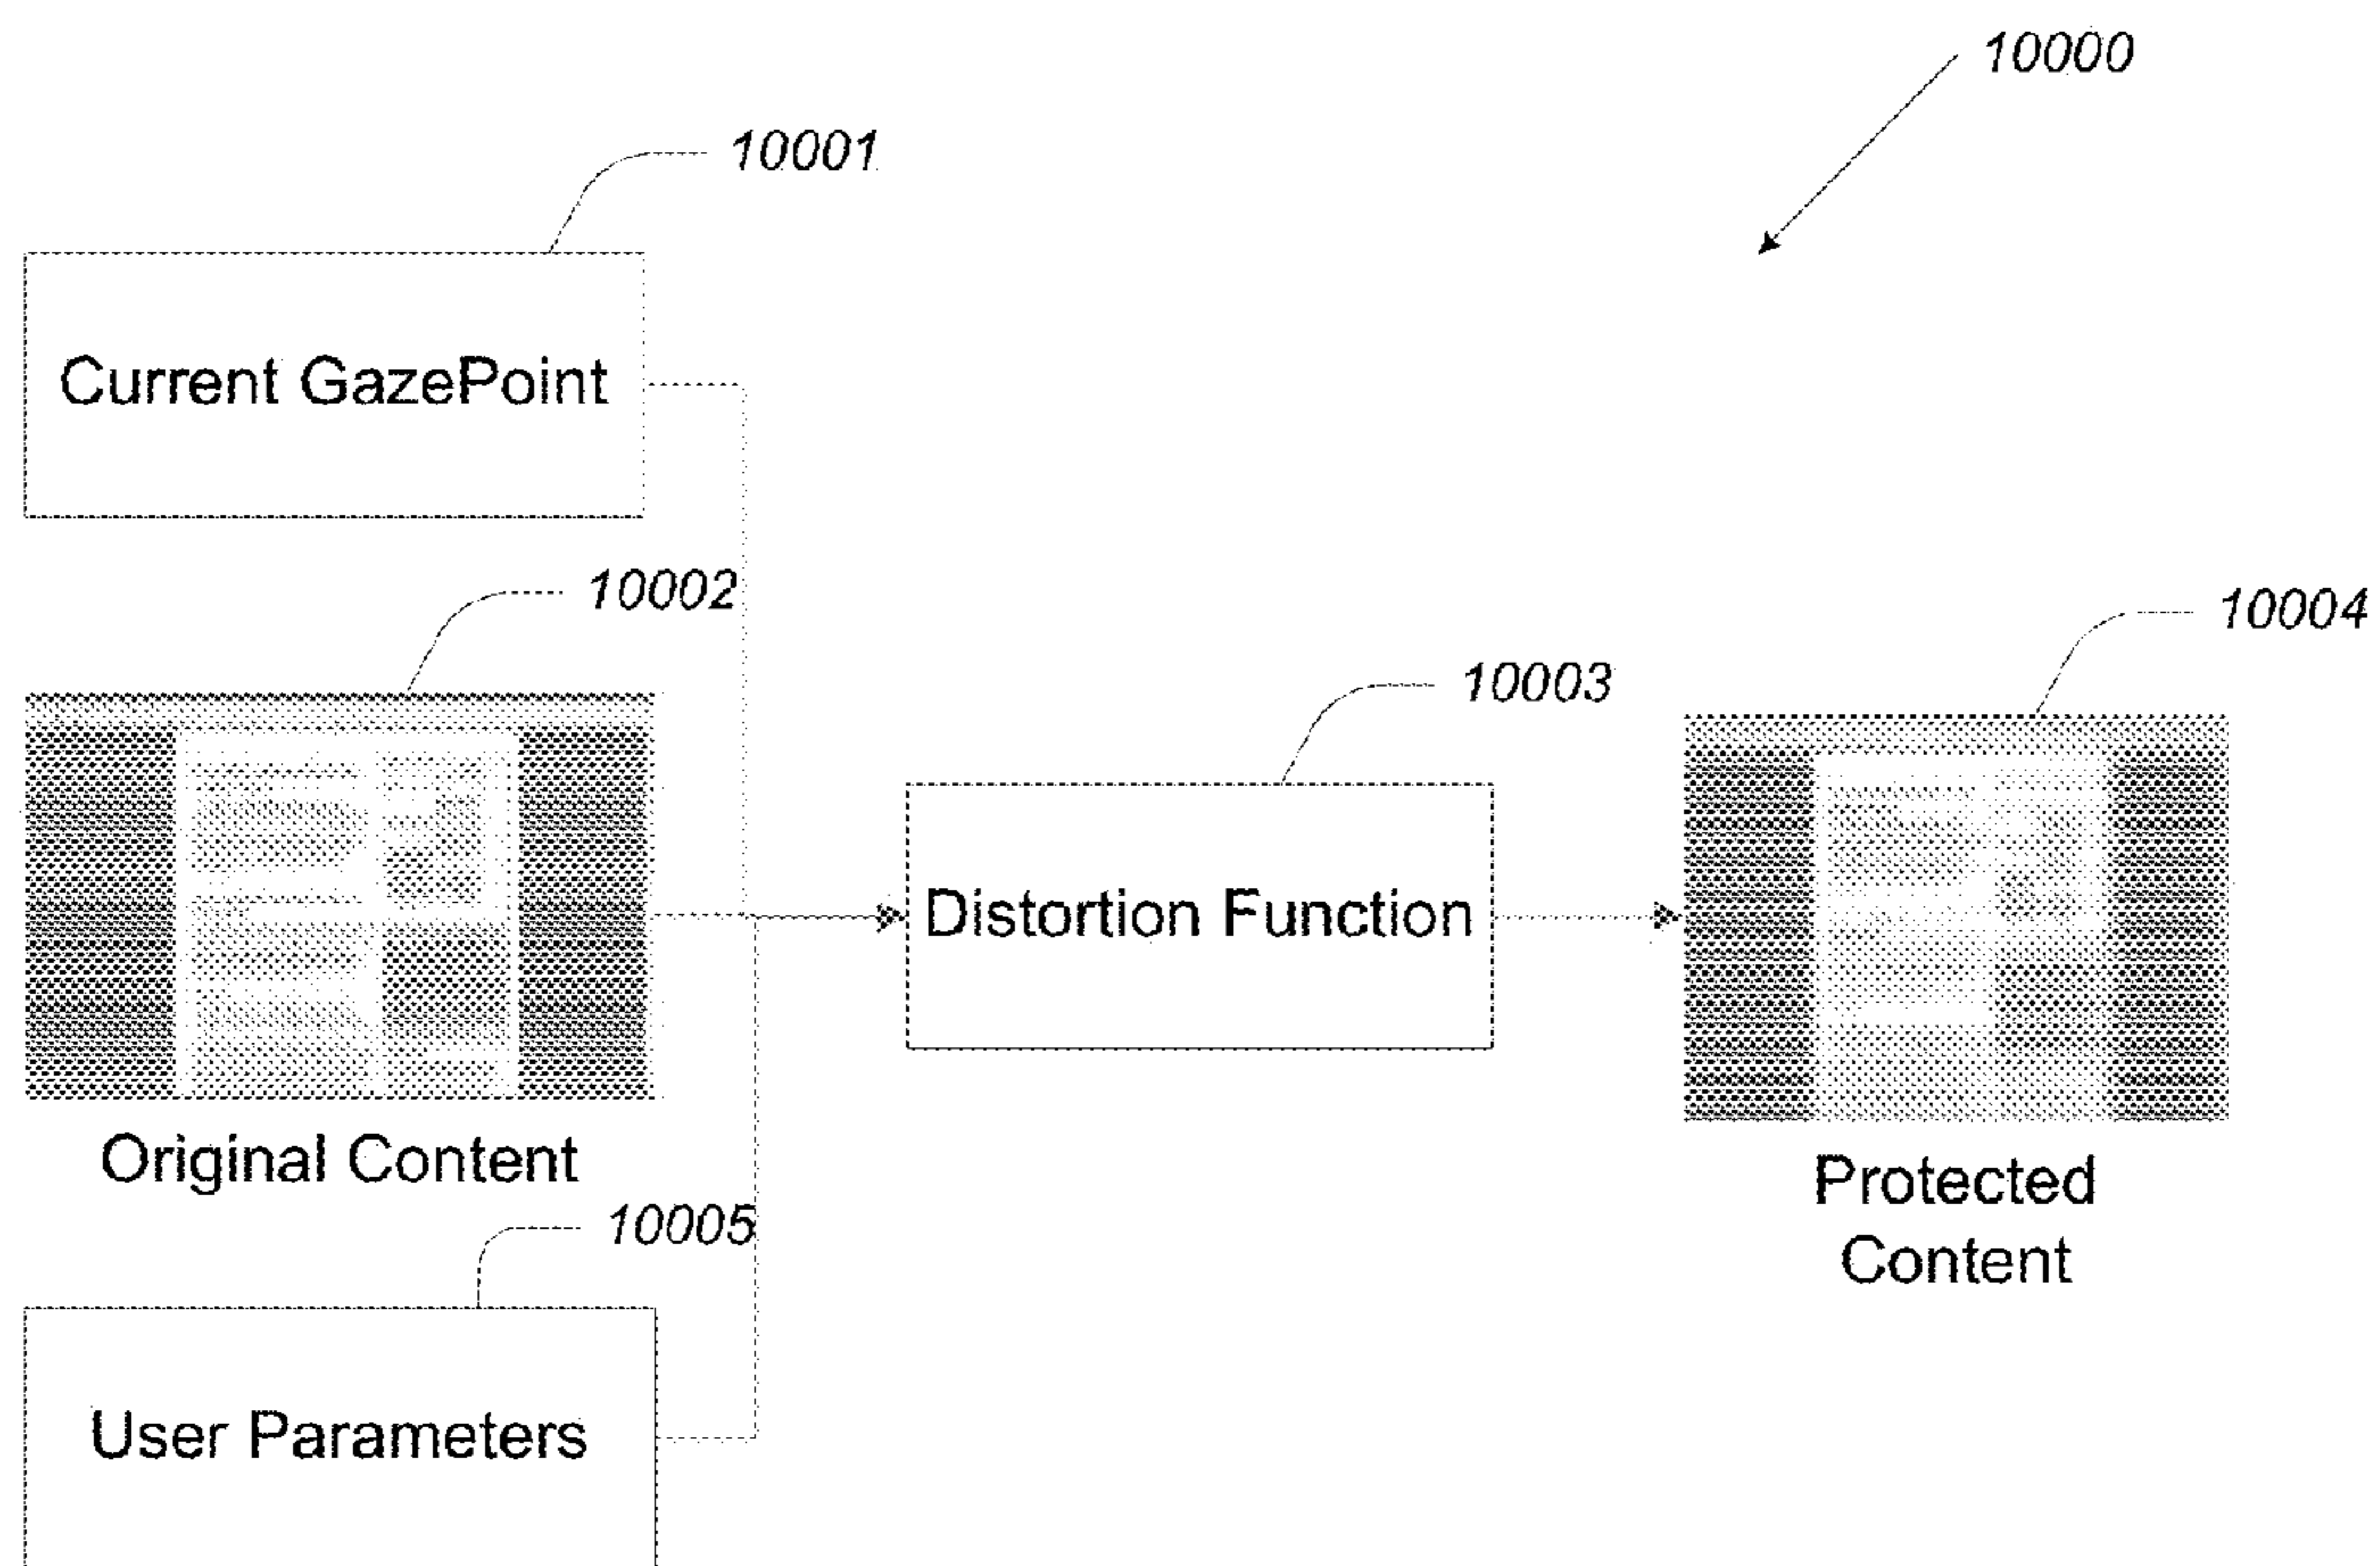 10000
10001
Current GazePoint
10002
10004
10003
Distortion Function
Original Content
Protected
Content
10005
User Parameters